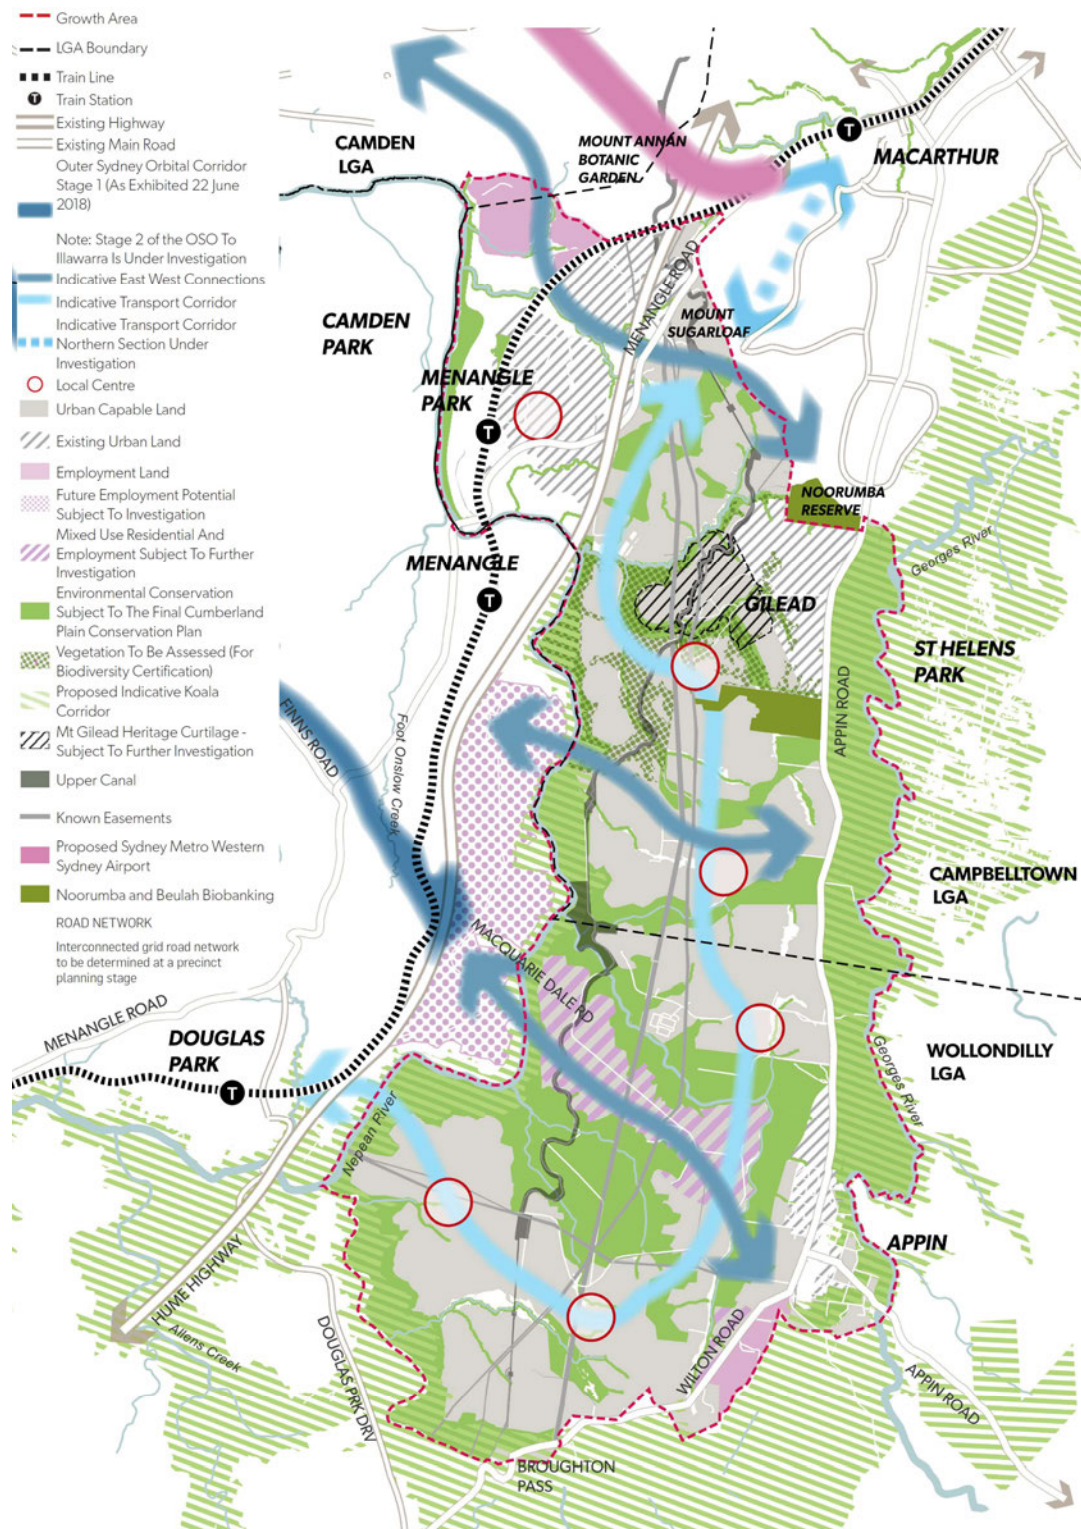 Growth Area
LGA Boundary
Train Line
T
Train Station
Existing Highway
Existing Main Road
Outer Sydney Orbital Corridor
Stage 1 (As Exhibited 22 June
2018)
Note: Stage 2 of the OSO To
Illawarra Is Under Investigation
Indicative East West Connections
Indicative Transport Corridor
Indicative Transport Corridor
Northern Section Under
Investigation
Local Centre
Urban Capable Land
Existing Urban Land
Employment Land
Future Employment Potential
Subject To Investigation
Mixed Use Residential And
Employment Subject To Further
Investigation
Environmental Conservation
Subject To The Final Cumberland
Plain Conservation Plan
Vegetation To Be Assessed (For
Biodiversity Certification)
Proposed Indicative Koala
Corridor
Mt Gilead Heritage Curtilage -
Subject To Further Investigation
Upper Canal
Known Easements
Proposed Sydney Metro Western
Sydney Airport
Noorumba and Beulah Biobanking
ROAD NETWORK
Interconnected grid road network
to be determined at a precinct
planning stage
CAMDEN
LGA
MOUNT ANNAN
BOTANIC
GARDEN
T
MACARTHUR
CAMDEN
PARK
MENANGLE ROAD
MOUNT
SUGARLOAF
MENANGLE
PARK
T
NOORUMBA
RESERVE
Georges River
MENANGLE
T
GILEAD
ST HELENS
PARK
APPIN ROAD
FINNS ROAD
Foot Onslow Creek
CAMPBELLTOWN
LGA
MACQUARIE DALE RD
MENANGLE ROAD
DOUGLAS
PARK
T
WOLLONDILLY
LGA
Georges River
Nepean River
APPIN
HUME HIGHWAY
Allens Creek
DOUGLAS PRK DRV
WILTON ROAD
APPIN ROAD
BROUGHTON
PASS